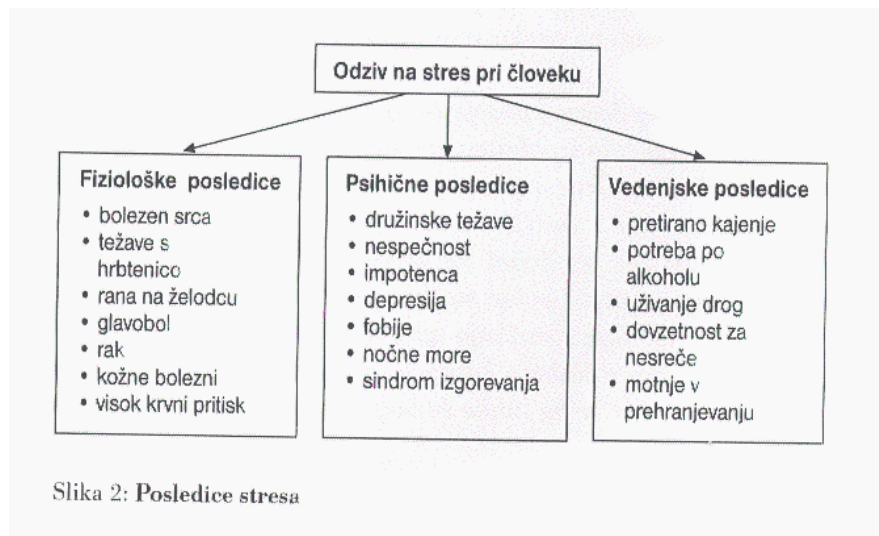 Odziv na stres pri človeku
Fiziološke posledice
• bolezen srca
• težave s
hrbtenico
• rana na želodcu
• glavobol
• rak
• kožne bolezni
• visok krvni pritisk
Psihične posledice
• družinske težave
• nespečnost
• impotenca
• depresija
• fobije
• nočne more
• sindrom izgorevanja
Vedenjske posledice
• pretirano kajenje
• potreba po
alkoholu
• uživanje drog
• dovzetnost za
nesreče
• motnje v
prehranjevanju
Slika 2: Posledice stresa